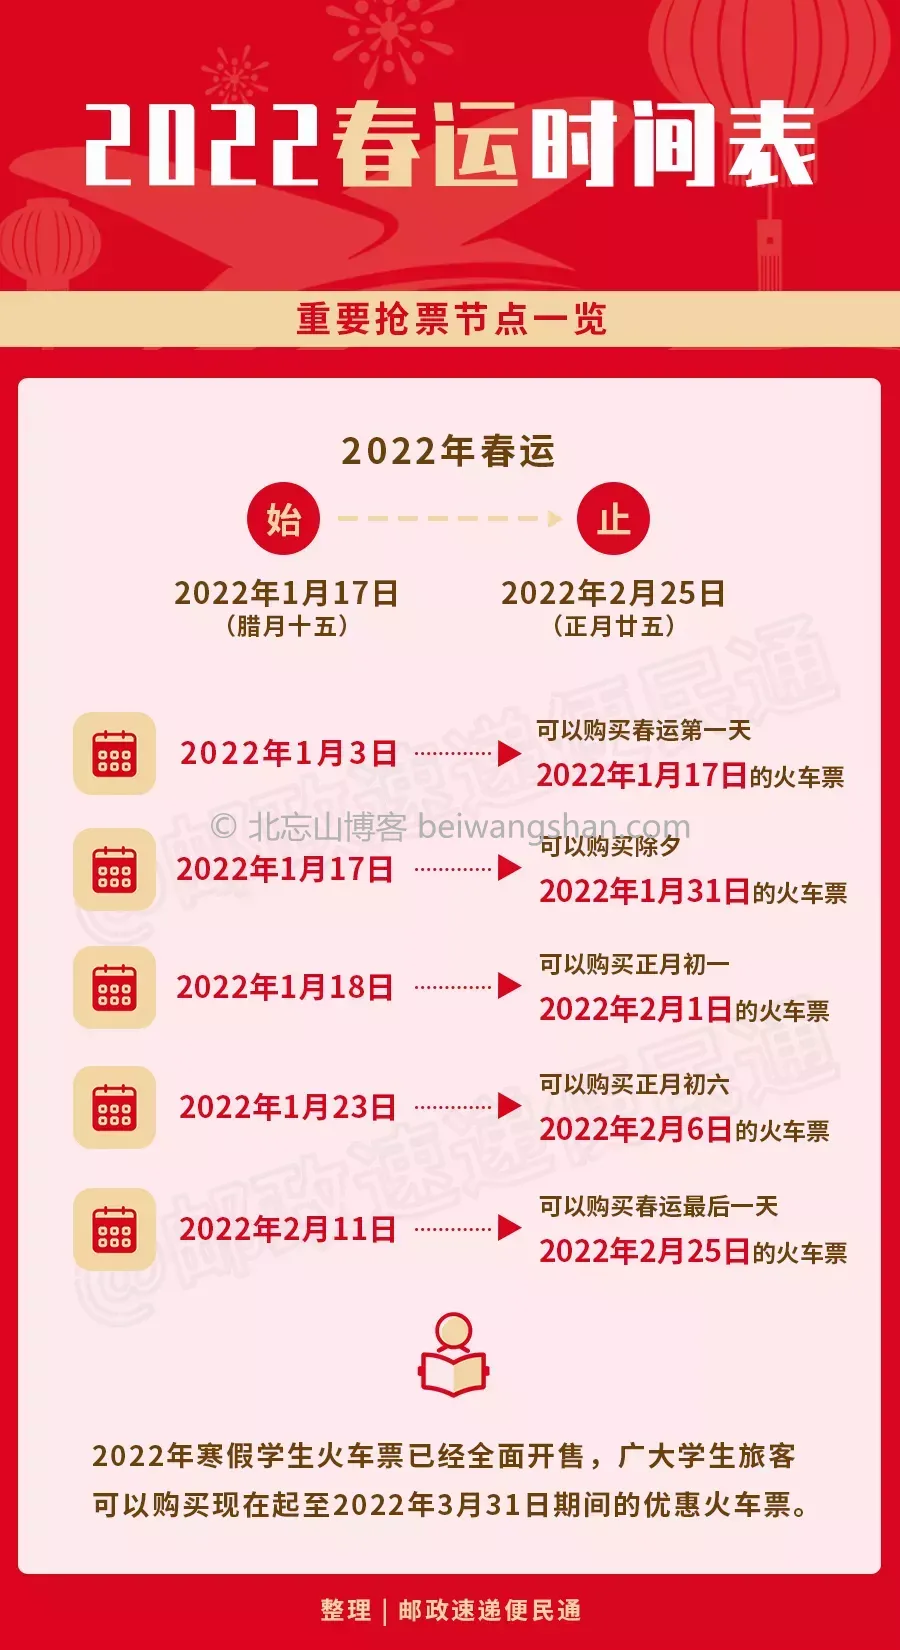 2022春运时间表
重要抢票节点一览
2022年春运
始
止
2022年1月17日
（腊月十五）
2022年2月25日
（正月廿五）
2022年1月3日
可以购买春运第一天
2022年1月17日的火车票
© 北忘山博客 beiwangshan.com
2022年1月17日
可以购买除夕
2022年1月31日的火车票
2022年1月18日
可以购买正月初一
2022年2月1日的火车票
2022年1月23日
可以购买正月初六
2022年2月6日的火车票
2022年2月11日
可以购买春运最后一天
2022年2月25日的火车票
@邮政速递便民通
@邮政速递便民通
2022年寒假学生火车票已经全面开售，广大学生旅客
可以购买现在起至2022年3月31日期间的优惠火车票。
整理 | 邮政速递便民通